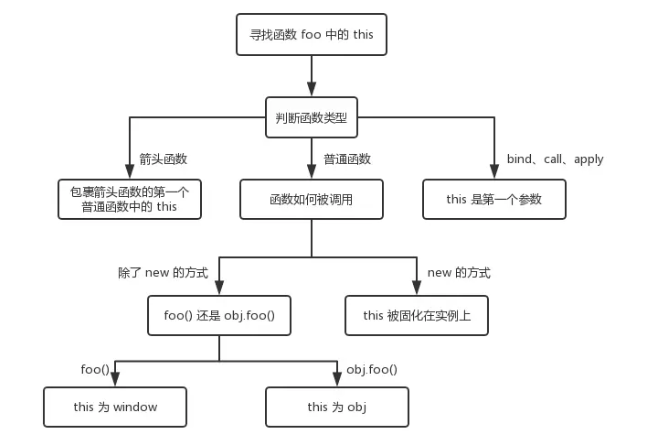 寻找函数 foo 中的 this
判断函数类型
箭头函数
普通函数
bind、call、apply
包裹箭头函数的第一个
普通函数中的 this
函数如何被调用
this 是第一个参数
除了 new 的方式
new 的方式
foo() 还是 obj.foo()
this 被固化在实例上
foo()
obj.foo()
this 为 window
this 为 obj